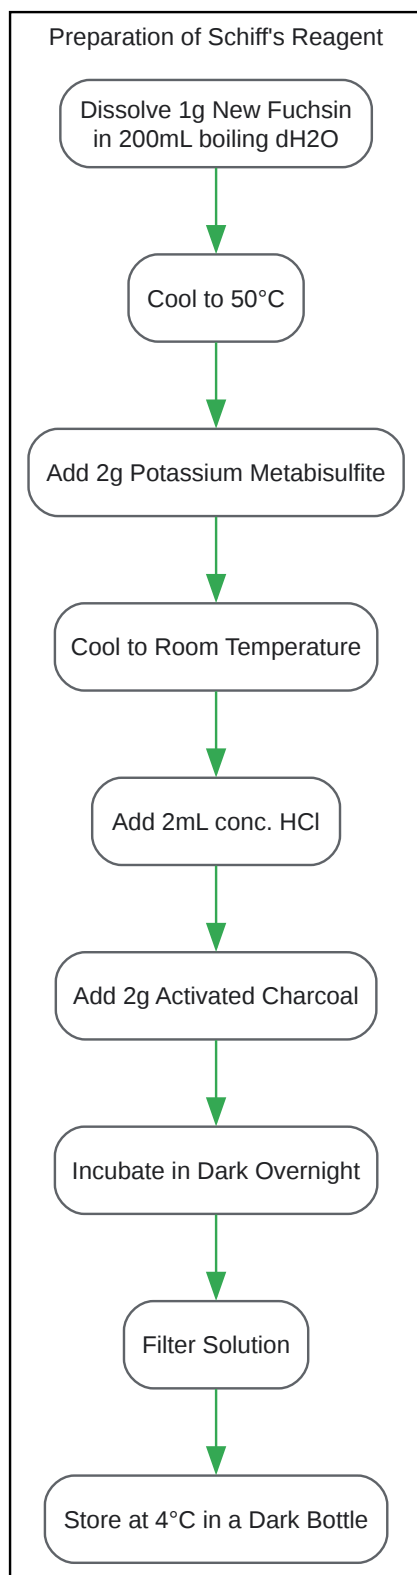 Preparation of Schiff's Reagent
Dissolve 1g New Fuchsin
in 200mL boiling dH2O
Cool to 50°C
Add 2g Potassium Metabisulfite
Cool to Room Temperature
Add 2mL conc. HCl
Add 2g Activated Charcoal
Incubate in Dark Overnight
Filter Solution
Store at 4°C in a Dark Bottle